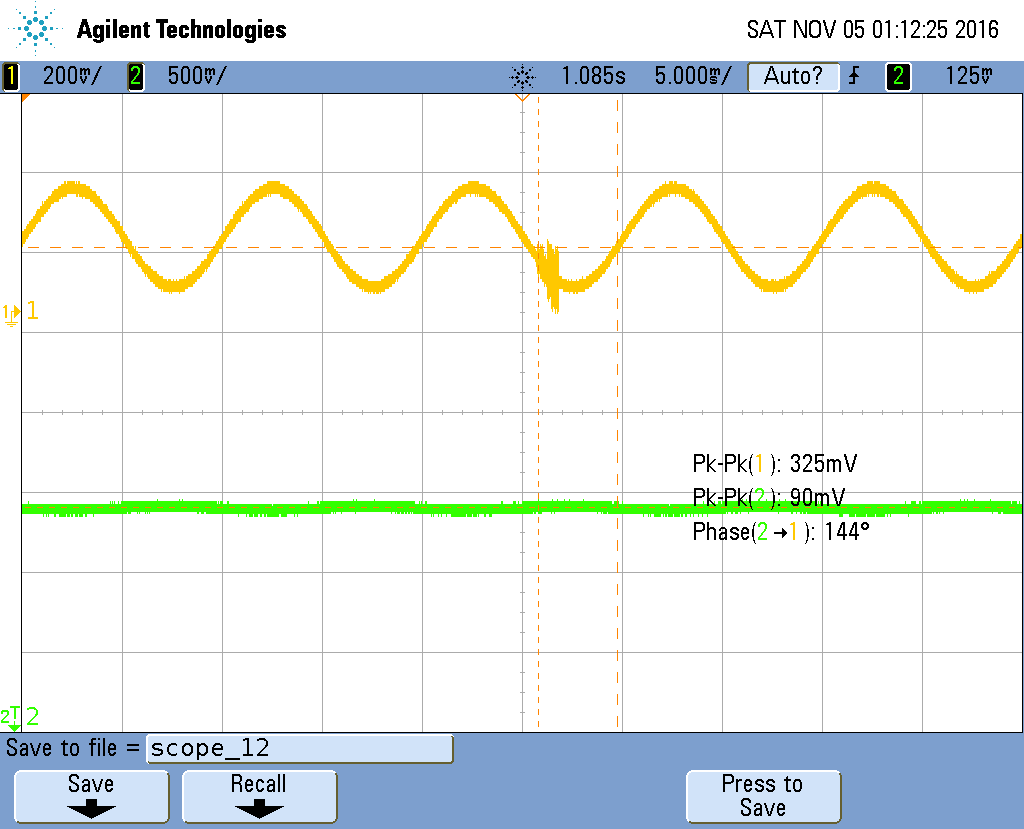 Agilent Technologies
SAT NOV 05 01:12:25 2016
1 200mV/ 2 500mV/ 1.085s 5.000ms/ Auto? 2 125mV
1 1
Pk-Pk(1): 325mV
Pk-Pk(2): 90mV
Phase(2→1): 144°
2 2
Save to file = scope_12
Save Recall Press to
Save